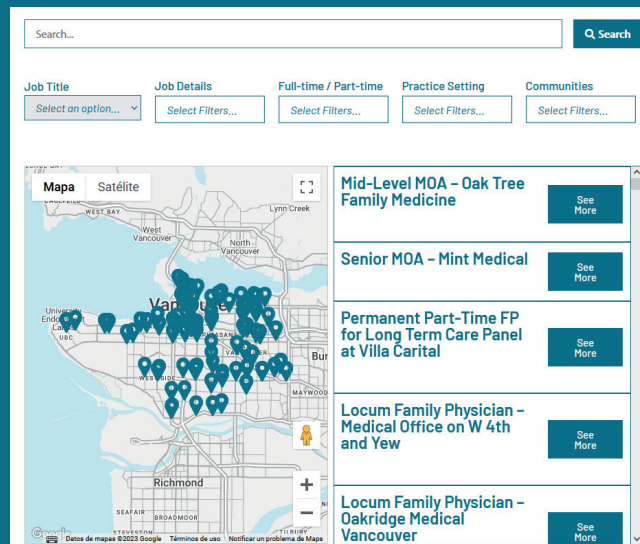 Search...
Search
Job Title
Job Details
Full-time / Part-time
Practice Setting
Communities
Select an option...
Select Filters...
Select Filters...
Select Filters...
Select Filters...
Mapa
Satélite
WEST BAY
Lynn Creek
West
Vancouver
North
Vancouver
UBC
WEST SIDE
MAYWOOD
Richmond
SEAFAIR
BROADMOOR
STEVESTON
TILBURY
Google
Datos de mapas ©2023 Google
Términos de uso
Notificar un problema de Maps
Mid-Level MOA – Oak Tree
Family Medicine
See
More
Senior MOA – Mint Medical
See
More
Permanent Part-Time FP
for Long Term Care Panel
at Villa Carital
See
More
Locum Family Physician –
Medical Office on W 4th
and Yew
See
More
Locum Family Physician –
Oakridge Medical
Vancouver
See
More